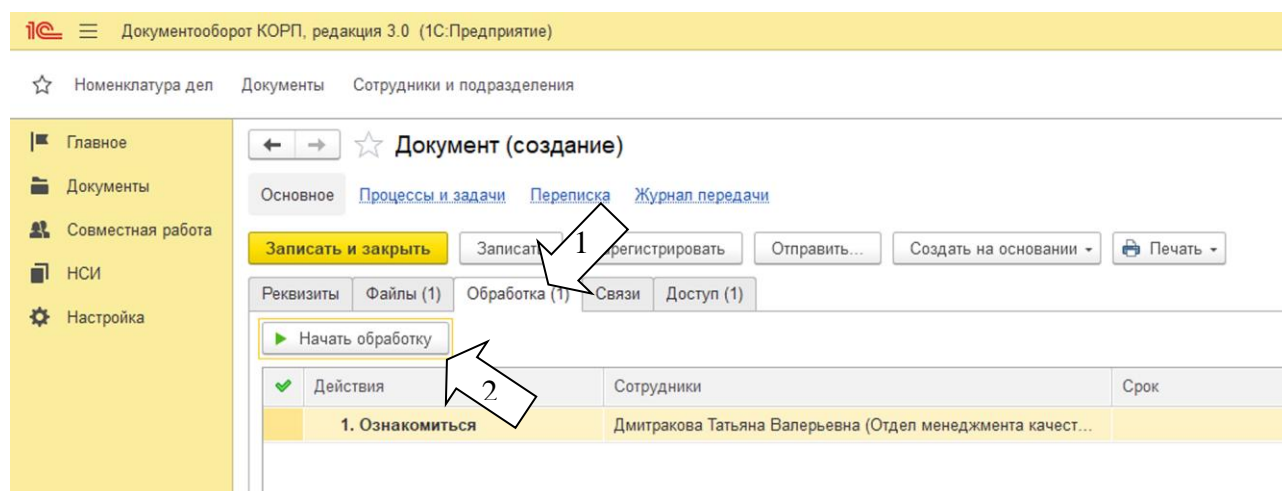 1С Документооборот КОРП, редакция 3.0 (1С:Предприятие)
Номенклатура дел Документы Сотрудники и подразделения
Главное
Документы
Совместная работа
НСИ
Настройка
Документ (создание)
Основное Процессы и задачи Переписка Журнал передачи
Записать и закрыть 1 Отправить... Создать на основании Печать
Реквизиты Файлы (1) Обработка (1) Связи Доступ (1)
Начать обработку
2
Действия Сотрудники Срок
1. Ознакомиться Дмитракова Татьяна Валерьевна (Отдел менеджмента качест...